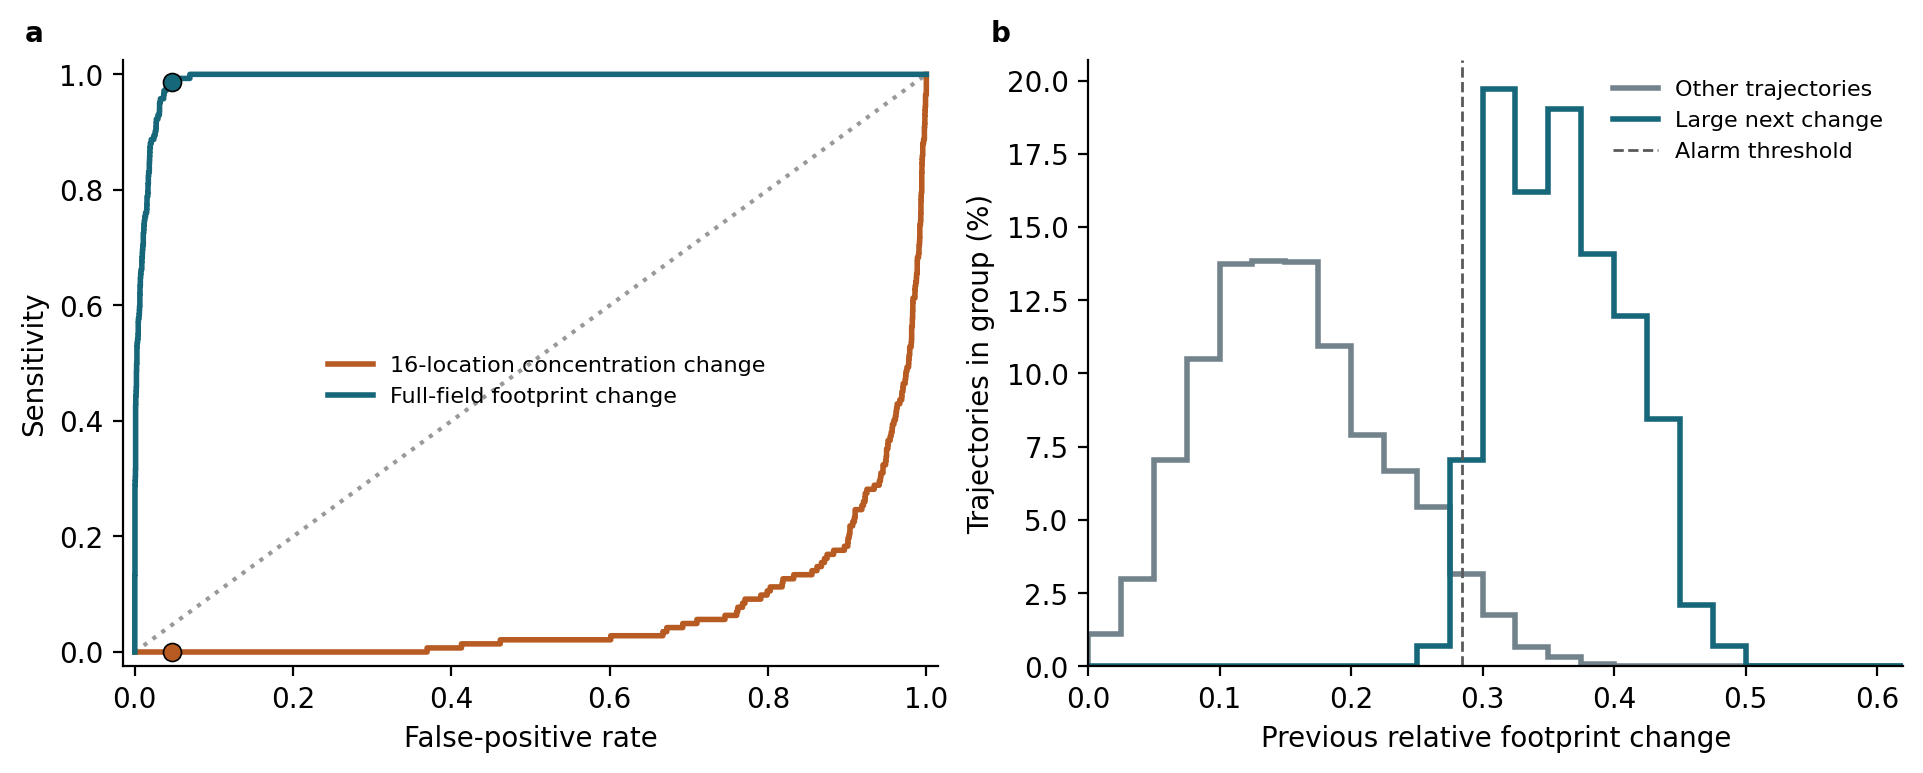 a
1.0
0.8
0.6
0.4
0.2
0.0
Sensitivity
16-location concentration change
Full-field footprint change
0.0 0.2 0.4 0.6 0.8 1.0
False-positive rate
b
20.0
17.5
15.0
12.5
10.0
7.5
5.0
2.5
0.0
Trajectories in group (%)
Other trajectories
Large next change
Alarm threshold
0.0 0.1 0.2 0.3 0.4 0.5 0.6
Previous relative footprint change